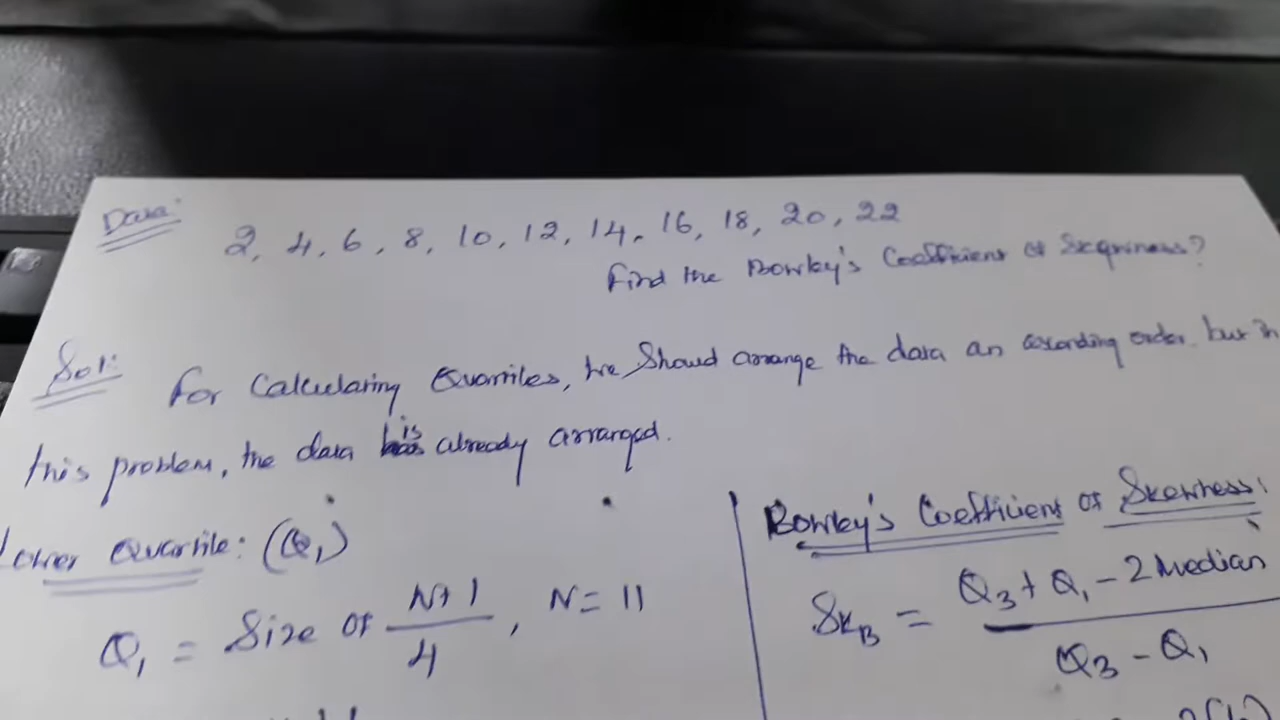 Data:
2, 4, 6, 8, 10, 12, 14, 16, 18, 20, 22
Find the Bowley's Coefficient of Skewness?
Sol:
For Calculating Quartiles, we Should arrange the data an ascending order. but in
this problem, the data is already arranged.
Lower Quartile: (Q₁)
Q₁ = Size of N+1/4, N = 11
Bowley's Coefficient of Skewness:
SkB = Q₃ + Q₁ - 2 Median
Q₃ - Q₁